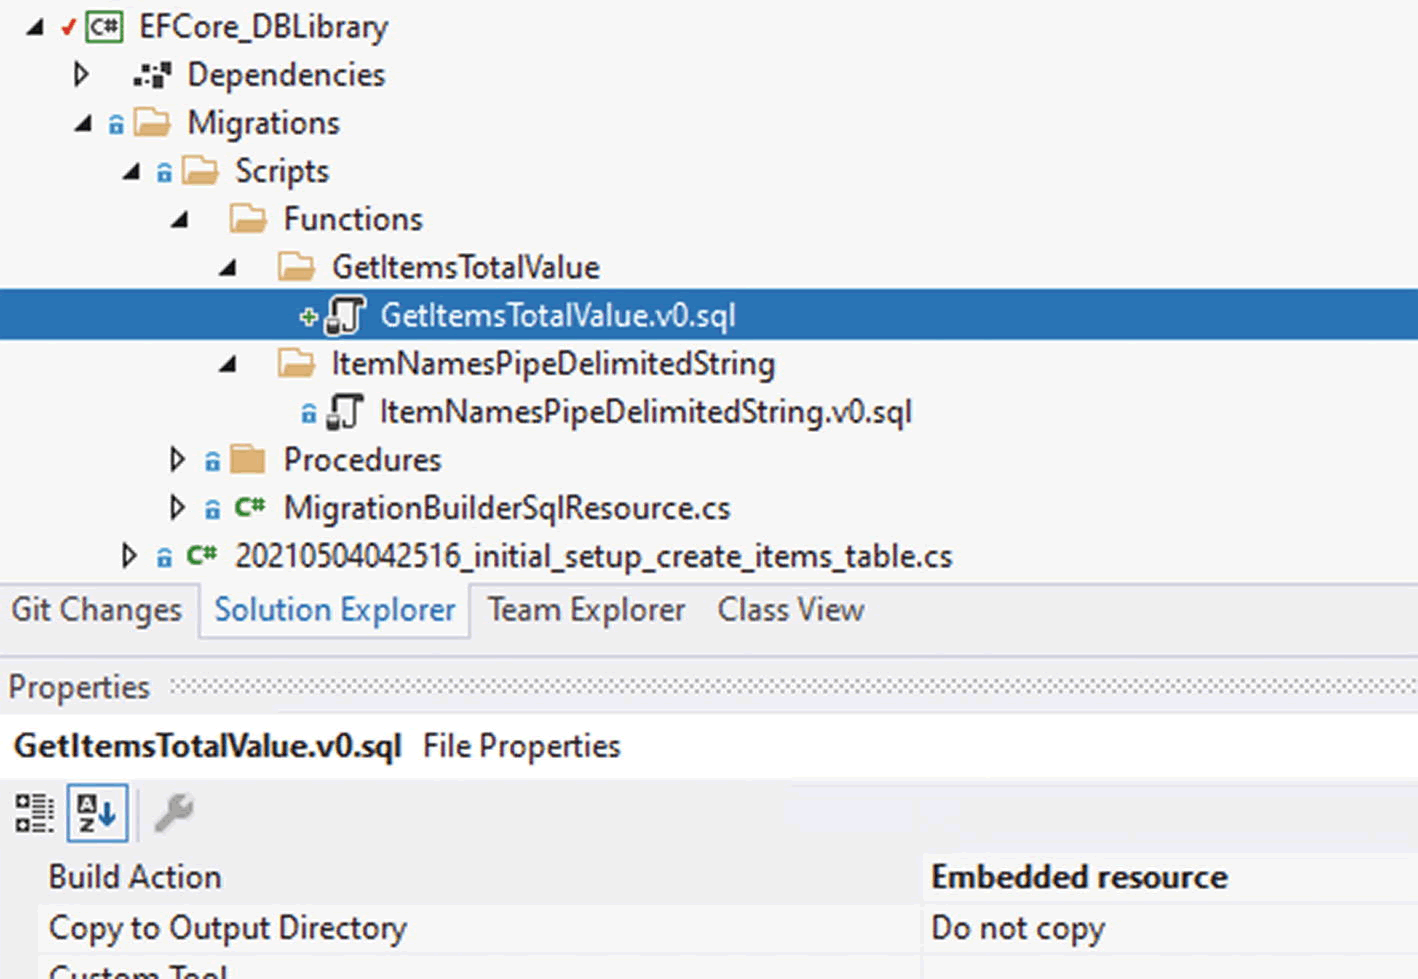 C# EFCore_DBLibrary
Dependencies
Migrations
Scripts
Functions
GetItemsTotalValue
GetItemsTotalValue.v0.sql
ItemNamesPipeDelimitedString
ItemNamesPipeDelimitedString.v0.sql
Procedures
C# MigrationBuilderSqlResource.cs
C# 20210504042516_initial_setup_create_items_table.cs
Git Changes Solution Explorer Team Explorer Class View
Properties
GetItemsTotalValue.v0.sql File Properties
A Z
Build Action Embedded resource
Copy to Output Directory Do not copy
Custom Tool